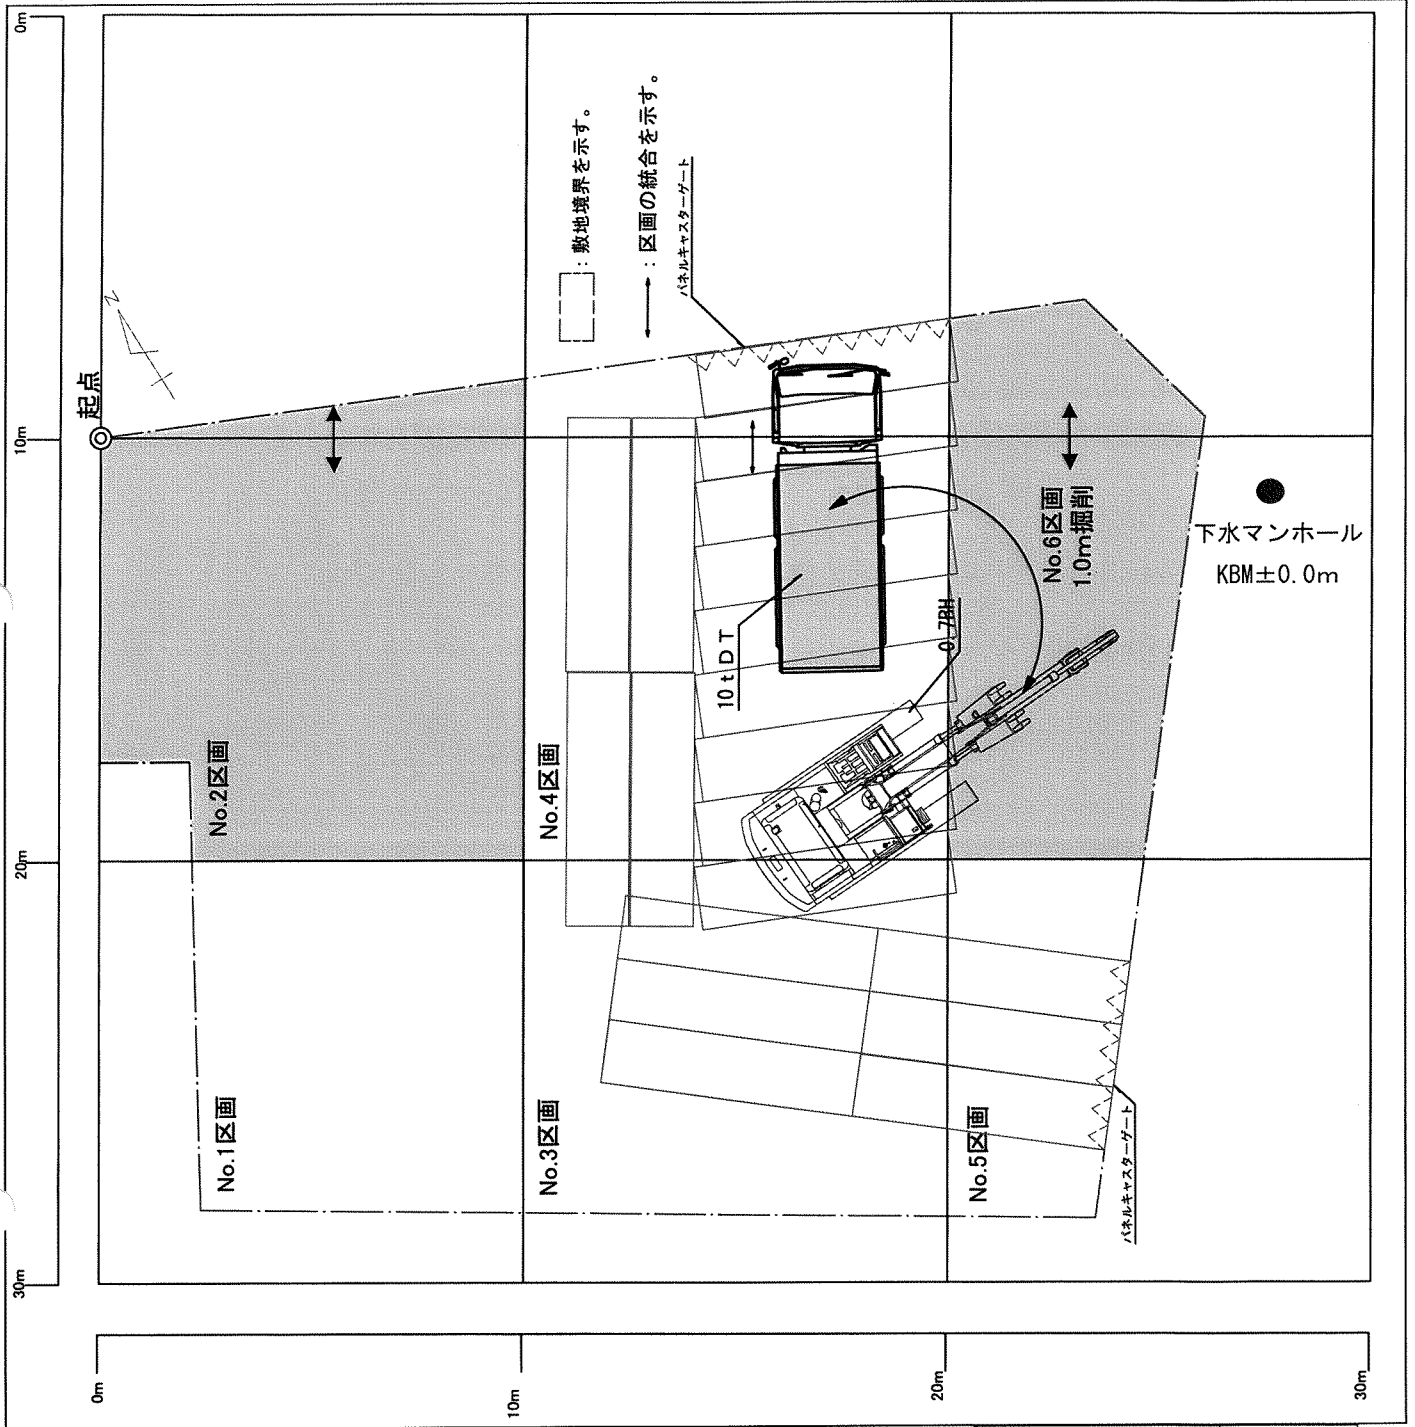 0m
10m
20m
30m
起点
N
：敷地境界を示す。
：区画の統合を示す。
パネルキャスターゲート
No.2区画
No.4区画
10ｔＤＴ
0.7BH
No.6区画
1.0m掘削
下水マンホール
KBM±0.0m
No.1区画
No.3区画
No.5区画
パネルキャスターゲート
0m
10m
20m
30m